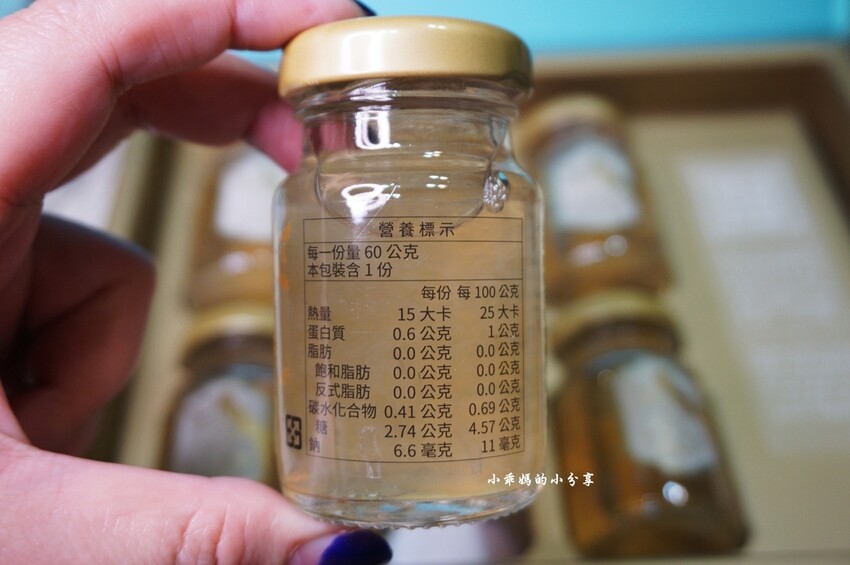 營養標示
每一份量 60 公克
本包裝含 1 份
每份 每 100 公克
熱量 15 大卡 25 大卡
蛋白質 0.6 公克 1 公克
脂肪 0.0 公克 0.0 公克
飽和脂肪 0.0 公克 0.0 公克
反式脂肪 0.0 公克 0.0 公克
碳水化合物 0.41 公克 0.69 公克
糖 2.74 公克 4.57 公克
鈉 6.6 毫克 11 毫克
小乖媽的小分享